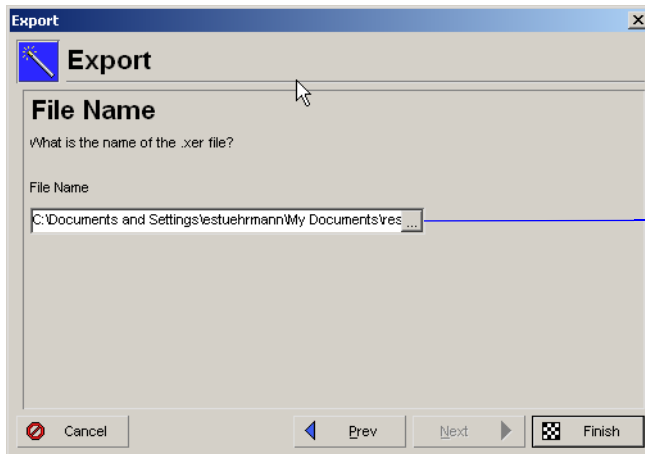 Export
Export
File Name
What is the name of the .xer file?
File Name
C:\Documents and Settings\estuehrmann\My Documents\res ...
Cancel
Prev
Next
Finish